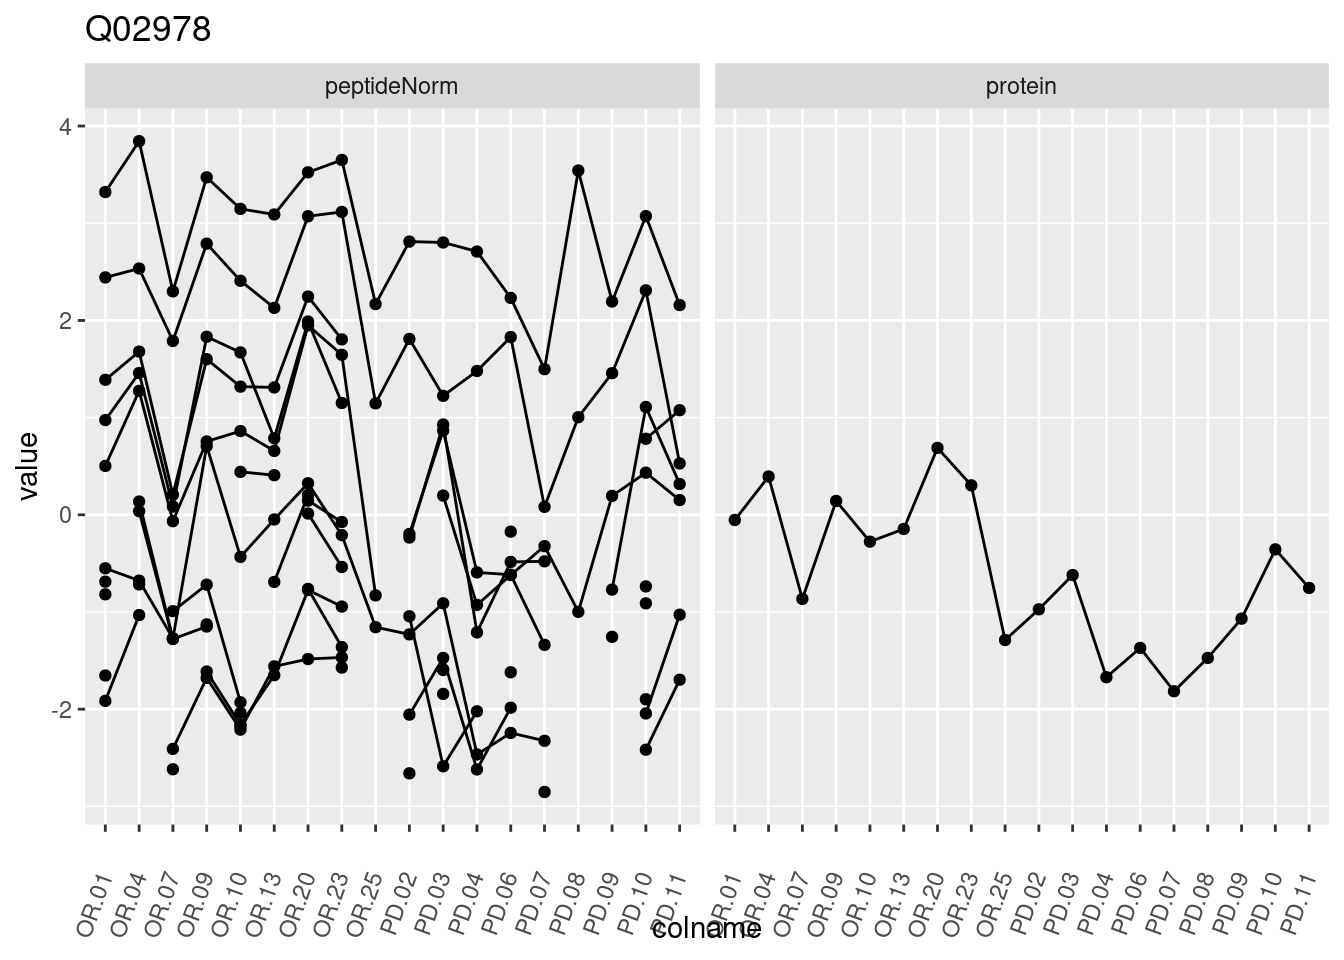 Q02978
peptideNorm
protein
4
2
0
-2
value
OR.01
OR.04
OR.07
OR.09
OR.10
OR.13
OR.20
OR.23
OR.25
PD.02
PD.03
PD.04
PD.06
PD.07
PD.08
PD.09
PD.10
PD.11
OR.01
OR.04
OR.07
OR.09
OR.10
OR.13
OR.20
OR.23
OR.25
PD.02
PD.03
PD.04
PD.06
PD.07
PD.08
PD.09
PD.10
PD.11
colname